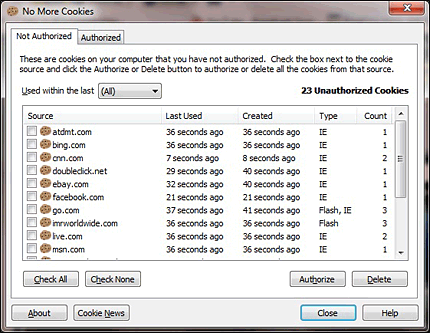 No More Cookies
Not Authorized Authorized
These are cookies on your computer that you have not authorized. Check the box next to the
cookie source and click the Authorize or Delete button to authorize or delete all the cookies from that source.
Used within the last (All) 23 Unauthorized Cookies
Source Last Used Created Type Count
atdmt.com 36 seconds ago 36 seconds ago IE 1
bing.com 36 seconds ago 36 seconds ago IE 1
cnn.com 7 seconds ago 8 seconds ago IE 2
doubleclick.net 29 seconds ago 40 seconds ago IE 1
ebay.com 32 seconds ago 40 seconds ago IE 1
facebook.com 21 seconds ago 21 seconds ago IE 1
go.com 37 seconds ago 41 seconds ago Flash, IE 3
imrworldwide.com 36 seconds ago 36 seconds ago Flash 3
live.com 36 seconds ago 36 seconds ago IE 2
msn.com 36 seconds ago 36 seconds ago IE 1
Check All Check None Authorize Delete
About Cookie News Close Help